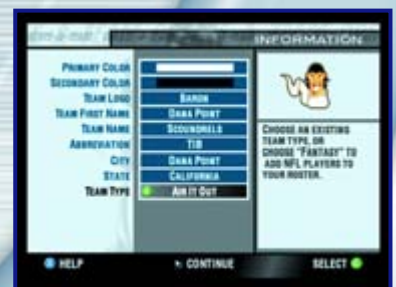 INFORMATION
PRIMARY COLOR
SECONDARY COLOR
TEAM LOGO BARON
TEAM FIRST NAME DANA POINT
TEAM NAME SCOUNDRELS
ABBREVIATION TIB
CITY DANA POINT
STATE CALIFORNIA
TEAM TYPE AIR IT OUT
CHOOSE AN EXISTING
TEAM TYPE, OR
CHOOSE "FANTASY" TO
ADD NFL PLAYERS TO
YOUR ROSTER.
HELP CONTINUE SELECT